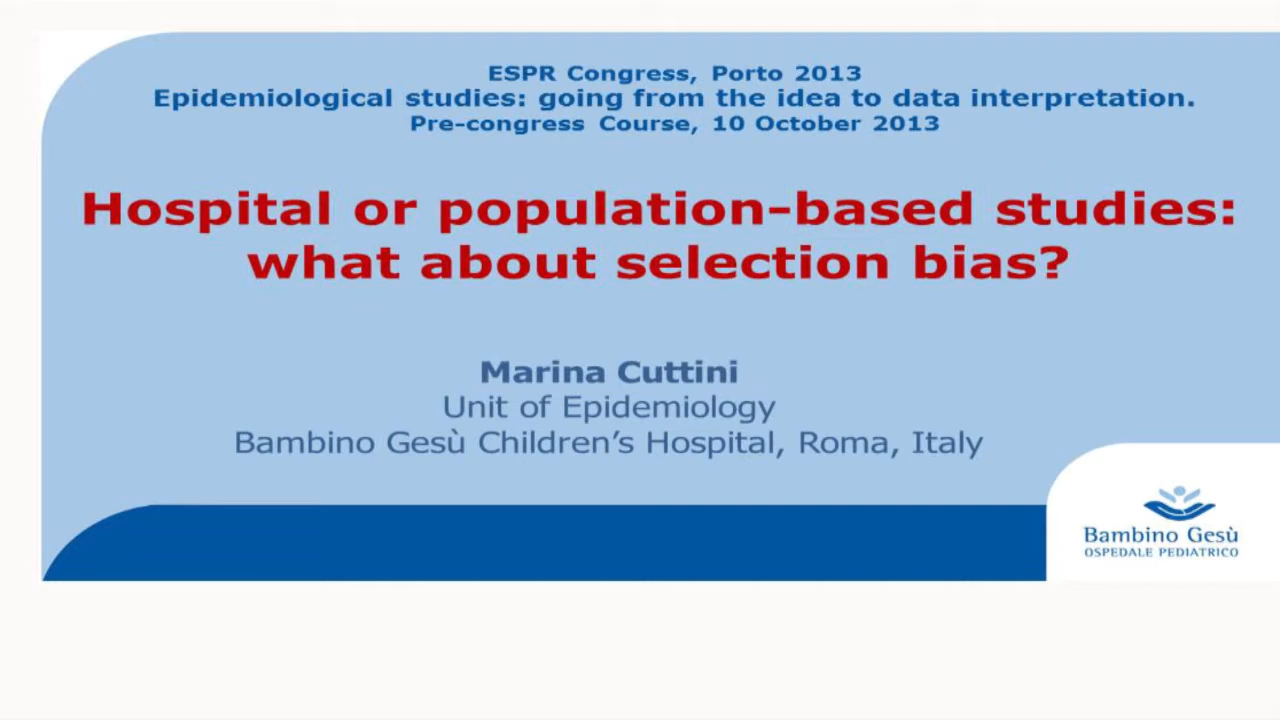 ESPR Congress, Porto 2013
Epidemiological studies: going from the idea to data interpretation.
Pre-congress Course, 10 October 2013
Hospital or population-based studies:
what about selection bias?
Marina Cuttini
Unit of Epidemiology
Bambino Gesù Children’s Hospital, Roma, Italy
Bambino Gesù
OSPEDALE PEDIATRICO